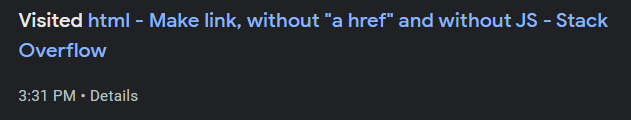 Visited html - Make link, without "a href" and without JS - Stack
Overflow
3:31 PM • Details